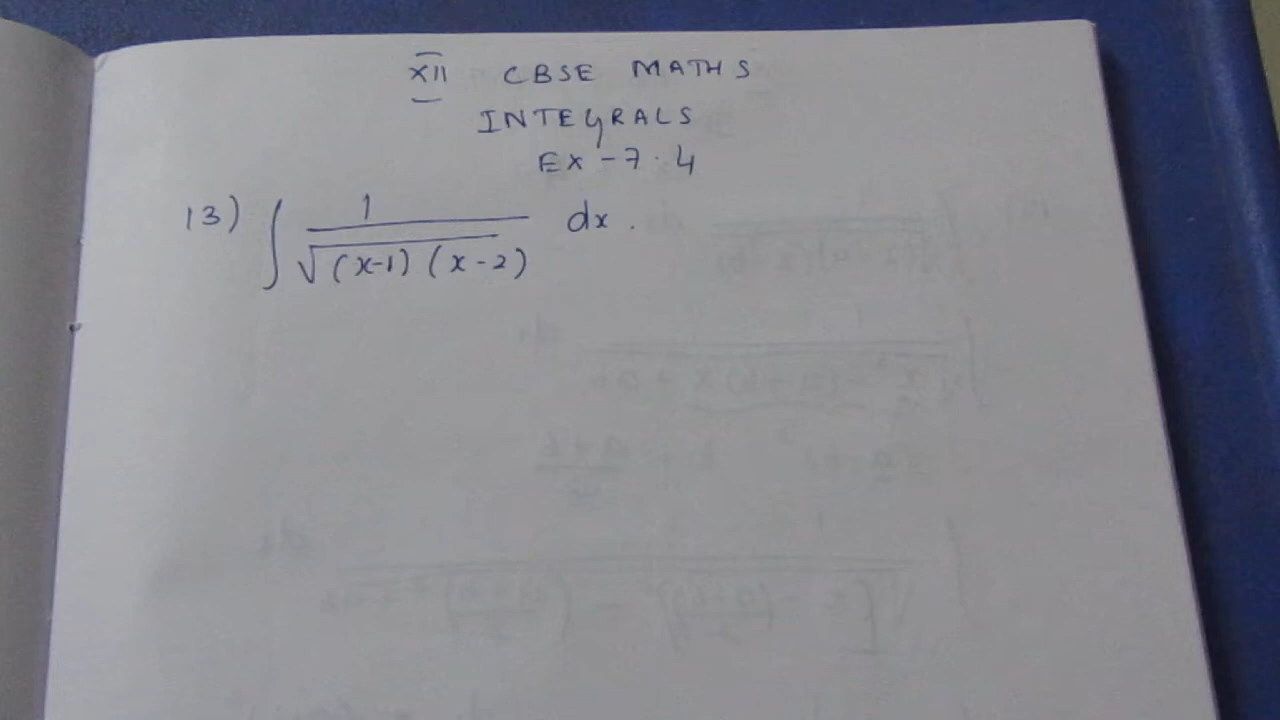 XII CBSE MATHS
INTEGRALS
EX - 7.4
13) ∫ 1/√(x-1)(x-2) dx.